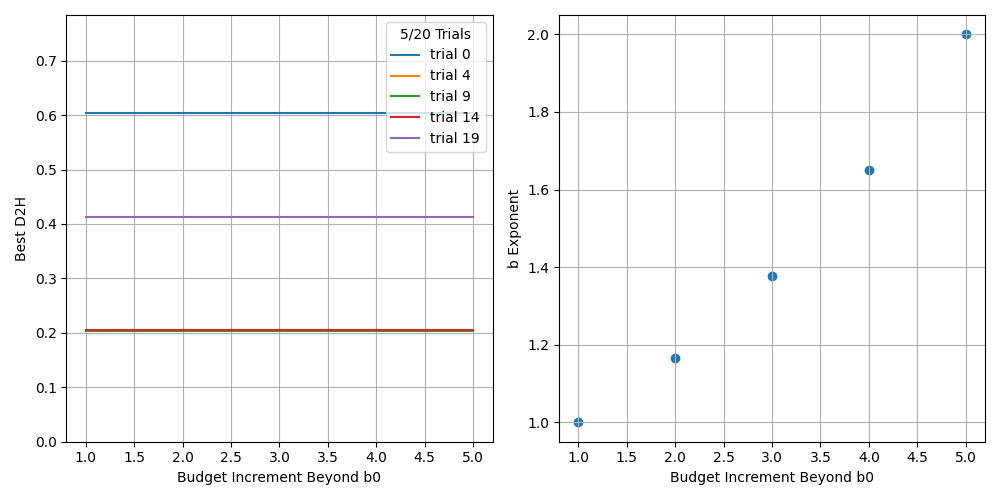 5/20 Trials
trial 0
trial 4
trial 9
trial 14
trial 19
0.7
0.6
0.5
0.4
0.3
0.2
0.1
0.0
Best D2H
1.0 1.5 2.0 2.5 3.0 3.5 4.0 4.5 5.0
Budget Increment Beyond b0
2.0
1.8
1.6
1.4
1.2
1.0
b Exponent
1.0 1.5 2.0 2.5 3.0 3.5 4.0 4.5 5.0
Budget Increment Beyond b0